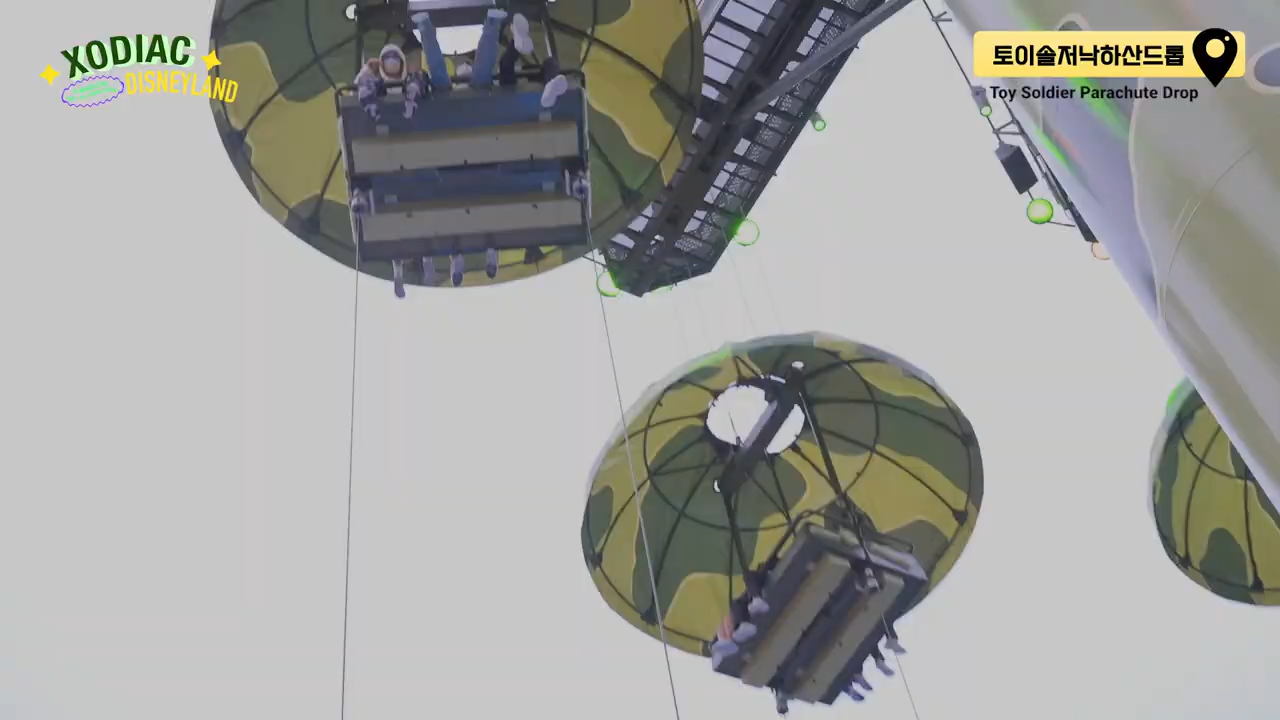 XODIAC
DISNEYLAND
토이솔저낙하산드롭
Toy Soldier Parachute Drop